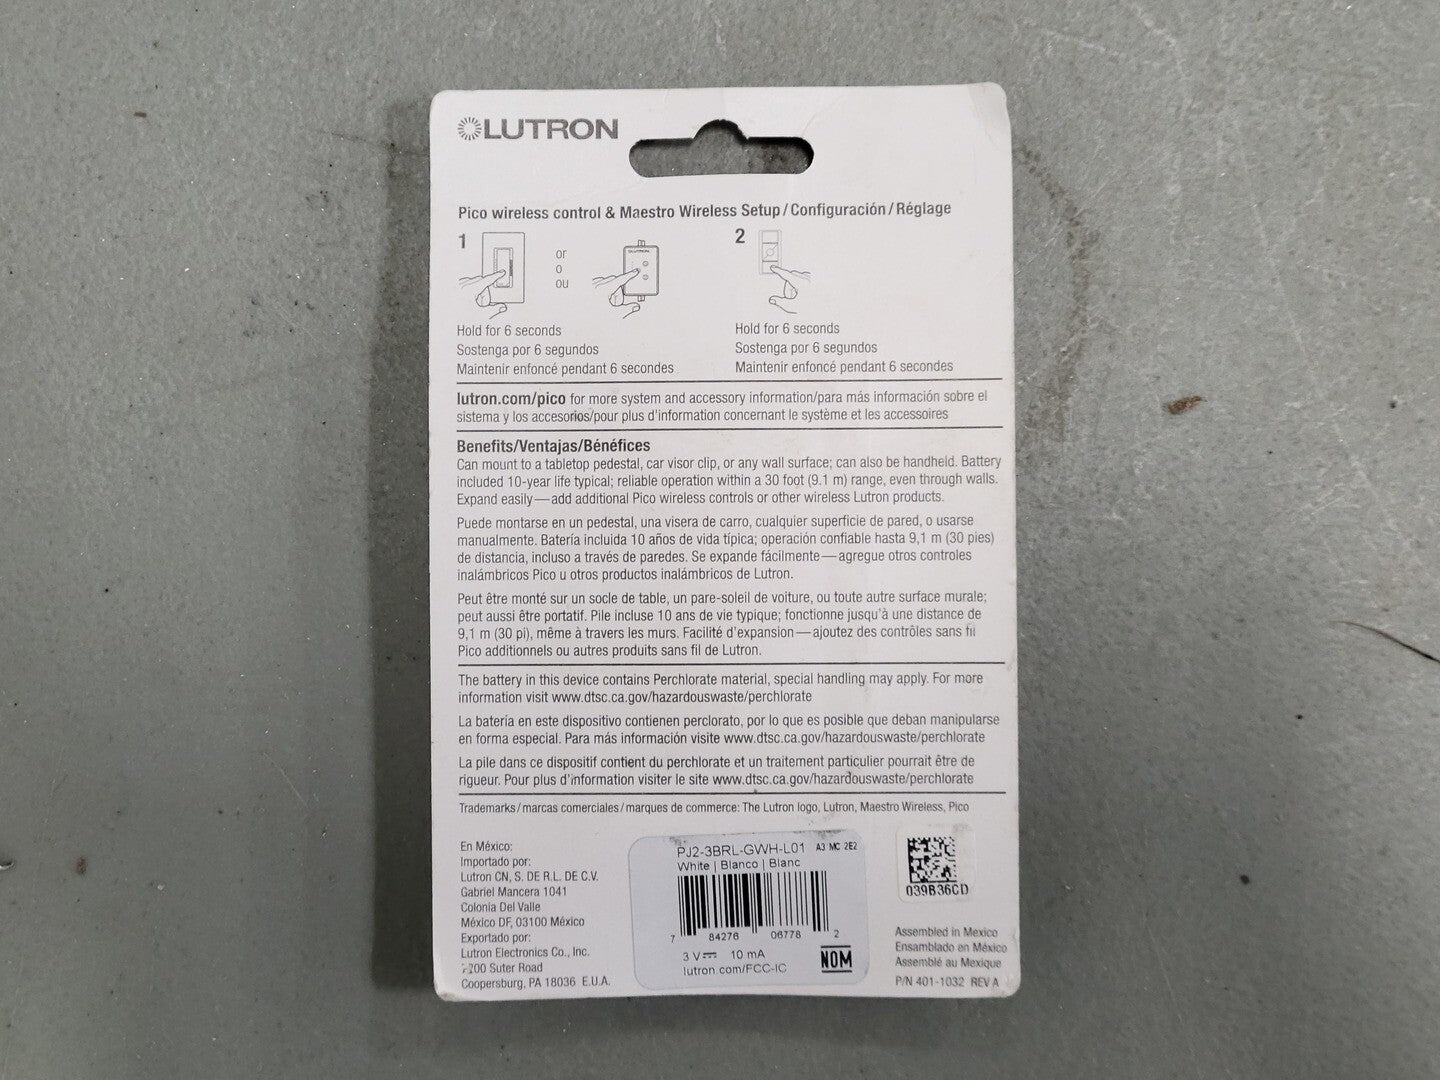 LUTRON
Pico wireless control & Maestro Wireless Setup/Configuración/Réglage
1
or
o
ou
LUTRON
2
Hold for 6 seconds
Sostenga por 6 segundos
Maintenir enfoncé pendant 6 secondes
Hold for 6 seconds
Sostenga por 6 segundos
Maintenir enfoncé pendant 6 secondes
lutron.com/pico for more system and accessory information/para más información sobre el
sistema y los accesorios/pour plus d'information concernant le système et les accessoires
Benefits/Ventajas/Bénéfices
Can mount to a tabletop pedestal, car visor clip, or any wall surface; can also be handheld. Battery
included 10-year life typical; reliable operation within a 30 foot (9.1 m) range, even through walls.
Expand easily—add additional Pico wireless controls or other wireless Lutron products.
Puede montarse en un pedestal, una visera de carro, cualquier superficie de pared, o usarse
manualmente. Batería incluida 10 años de vida típica; operación confiable hasta 9,1 m (30 pies)
de distancia, incluso a través de paredes. Se expande fácilmente—agregue otros controles
inalámbricos Pico u otros productos inalámbricos de Lutron.
Peut être monté sur un socle de table, un pare-soleil de voiture, ou toute autre surface murale;
peut aussi être portatif. Pile incluse 10 ans de vie typique; fonctionne jusqu'à une distance de
9,1 m (30 pi), même à travers les murs. Facilité d'expansion—ajoutez des contrôles sans fil
Pico additionnels ou autres produits sans fil de Lutron.
The battery in this device contains Perchlorate material, special handling may apply. For more
information visit www.dtsc.ca.gov/hazardouswaste/perchlorate
La batería en este dispositivo contienen perclorato, por lo que es posible que deban manipularse
en forma especial. Para más información visite www.dtsc.ca.gov/hazardouswaste/perchlorate
La pile dans ce dispositif contient du perchlorate et un traitement particulier pourrait être de
rigueur. Pour plus d'information visiter le site www.dtsc.ca.gov/hazardouswaste/perchlorate
Trademarks/marcas comerciales/marques de commerce: The Lutron logo, Lutron, Maestro Wireless, Pico
En México:
Importado por:
Lutron CN, S. DE R.L. DE C.V.
Gabriel Mancera 1041
Colonia Del Valle
México DF, 03100 México
Exportado por:
Lutron Electronics Co., Inc.
7200 Suter Road
Coopersburg, PA 18036 E.U.A.
PJ2-3BRL-GWH-L01 A3 MC 2E2
White | Blanco | Blanc
7 84276 06778 2
3 V⎓ 10 mA
lutron.com/FCC-IC
NOM
039B36CD
Assembled in Mexico
Ensamblado en México
Assemblé au Mexique
P/N 401-1032 REV A